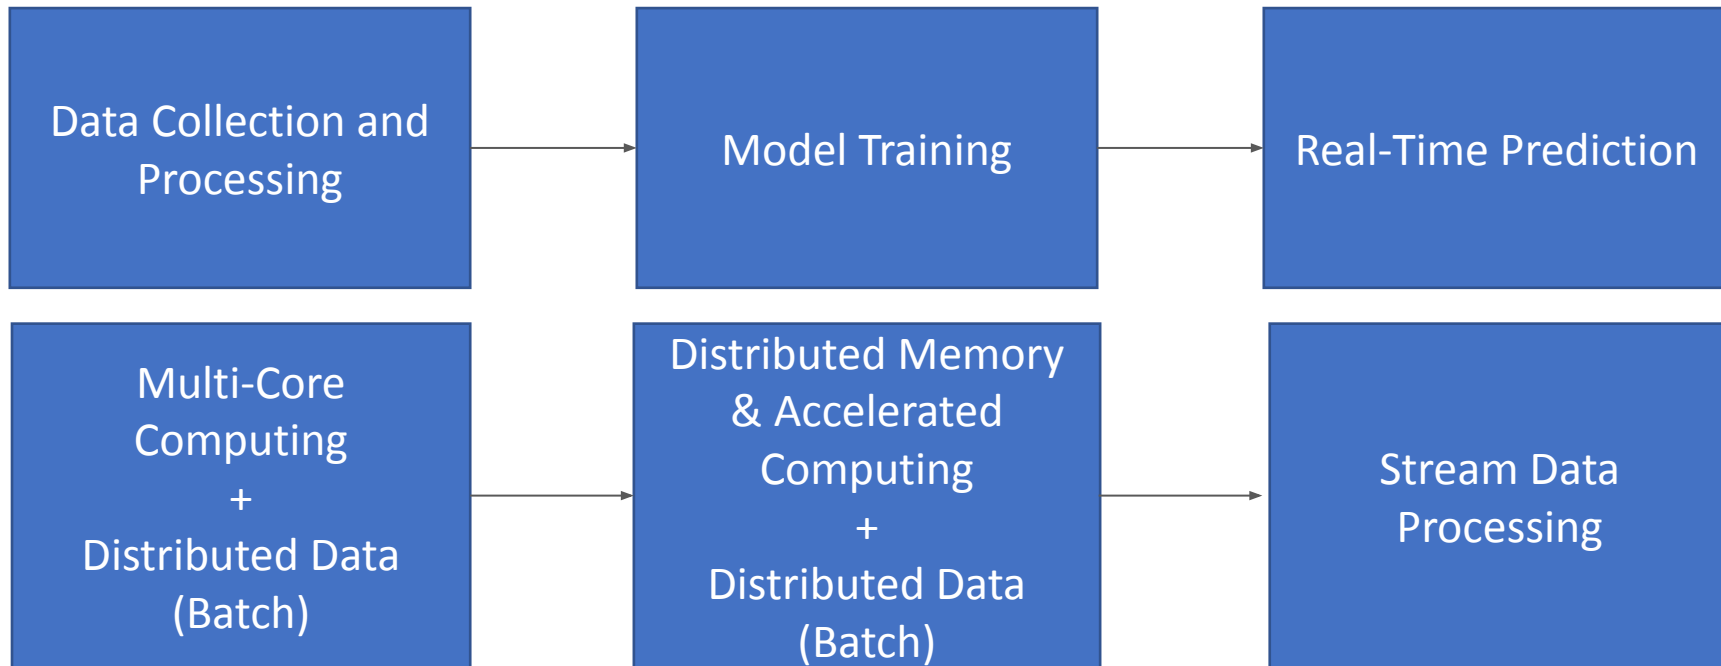 Data Collection and
Processing
Model Training
Real-Time Prediction
Multi-Core
Computing
+
Distributed Data
(Batch)
Distributed Memory
& Accelerated
Computing
+
Distributed Data
(Batch)
Stream Data
Processing